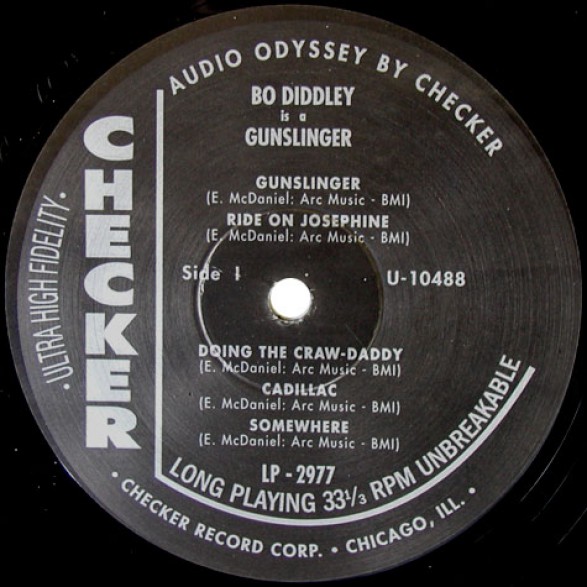 AUDIO ODYSSEY BY CHECKER
BO DIDDLEY
is a
GUNSLINGER
CHECKER
•ULTRA HIGH FIDELITY•
GUNSLINGER
(E. McDaniel: Arc Music - BMI)
RIDE ON JOSEPHINE
(E. McDaniel: Arc Music - BMI)
Side 1
U-10488
DOING THE CRAW-DADDY
(E. McDaniel: Arc Music - BMI)
CADILLAC
(E. McDaniel: Arc Music - BMI)
SOMEWHERE
(E. McDaniel: Arc Music - BMI)
LP-2977
LONG PLAYING 33⅓ RPM UNBREAKABLE
• CHECKER RECORD CORP. • CHICAGO, ILL. •